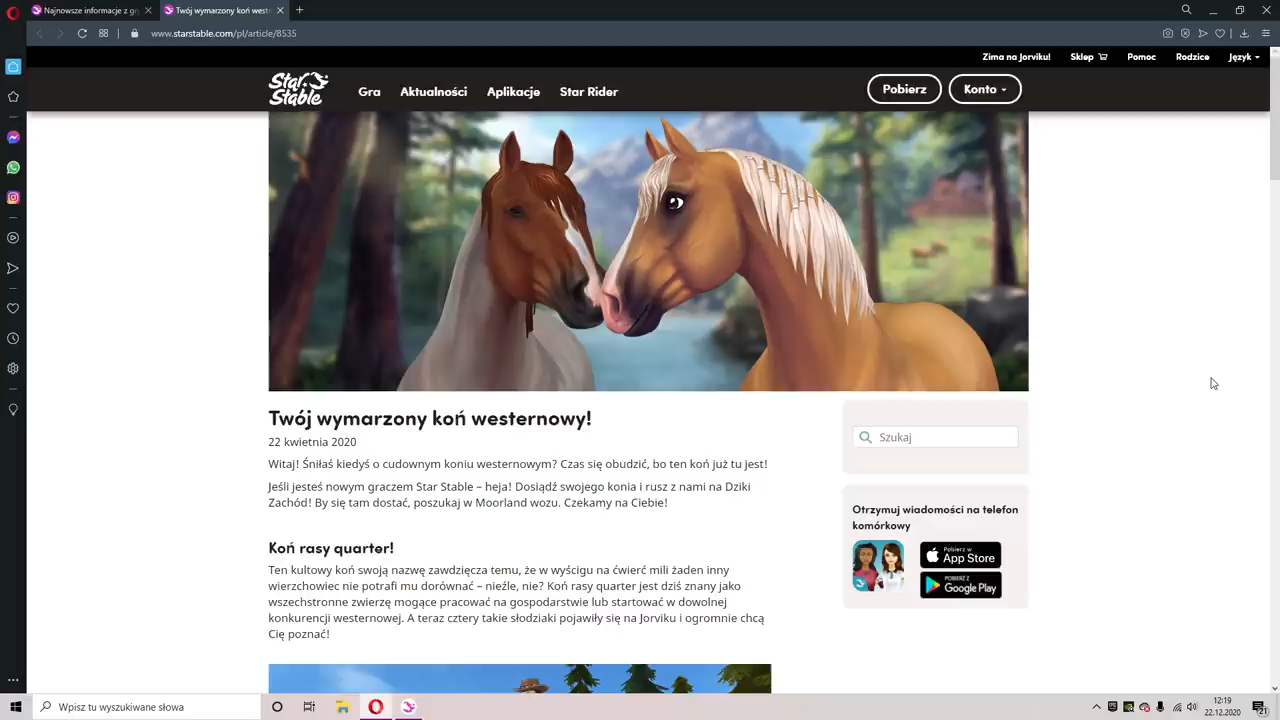 Najnowsze informacje z gr
Twój wymarzony koń weste
www.starstable.com/pl/article/8535
Zima na Jorviku! Sklep Pomoc Rodzice Język
Star Stable
Gra Aktualności Aplikacje Star Rider Pobierz Konto
Twój wymarzony koń westernowy!
22 kwietnia 2020
Witaj! Śniłaś kiedyś o cudownym koniu westernowym? Czas się obudzić, bo ten koń już tu jest!
Jeśli jesteś nowym graczem Star Stable – heja! Dosiądź swojego konia i rusz z nami na Dziki
Zachód! By się tam dostać, poszukaj w Moorland wozu. Czekamy na Ciebie!
Koń rasy quarter!
Ten kultowy koń swoją nazwę zawdzięcza temu, że w wyścigu na ćwierć mili żaden inny
wierzchowiec nie potrafi mu dorównać – nieźle, nie? Koń rasy quarter jest dziś znany jako
wszechstronne zwierzę mogące pracować na gospodarstwie lub startować w dowolnej
konkurencji westernowej. A teraz cztery takie słodziaki pojawiły się na Jorviku i ogromnie chcą
Cię poznać!
Szukaj
Otrzymuj wiadomości na telefon
komórkowy
Pobierz w
App Store
POBIERZ Z
Google Play
Wpisz tu wyszukiwane słowa
12:19
22.12.2020
21